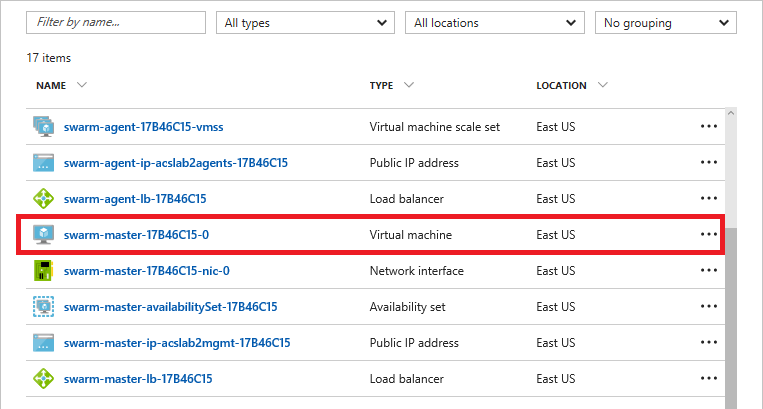 Filter by name... All types All locations No grouping
17 items
NAME TYPE LOCATION
swarm-agent-17B46C15-vmss Virtual machine scale set East US
swarm-agent-ip-acslab2agents-17B46C15 Public IP address East US
swarm-agent-lb-17B46C15 Load balancer East US
swarm-master-17B46C15-0 Virtual machine East US
swarm-master-17B46C15-nic-0 Network interface East US
swarm-master-availabilitySet-17B46C15 Availability set East US
swarm-master-ip-acslab2mgmt-17B46C15 Public IP address East US
swarm-master-lb-17B46C15 Load balancer East US